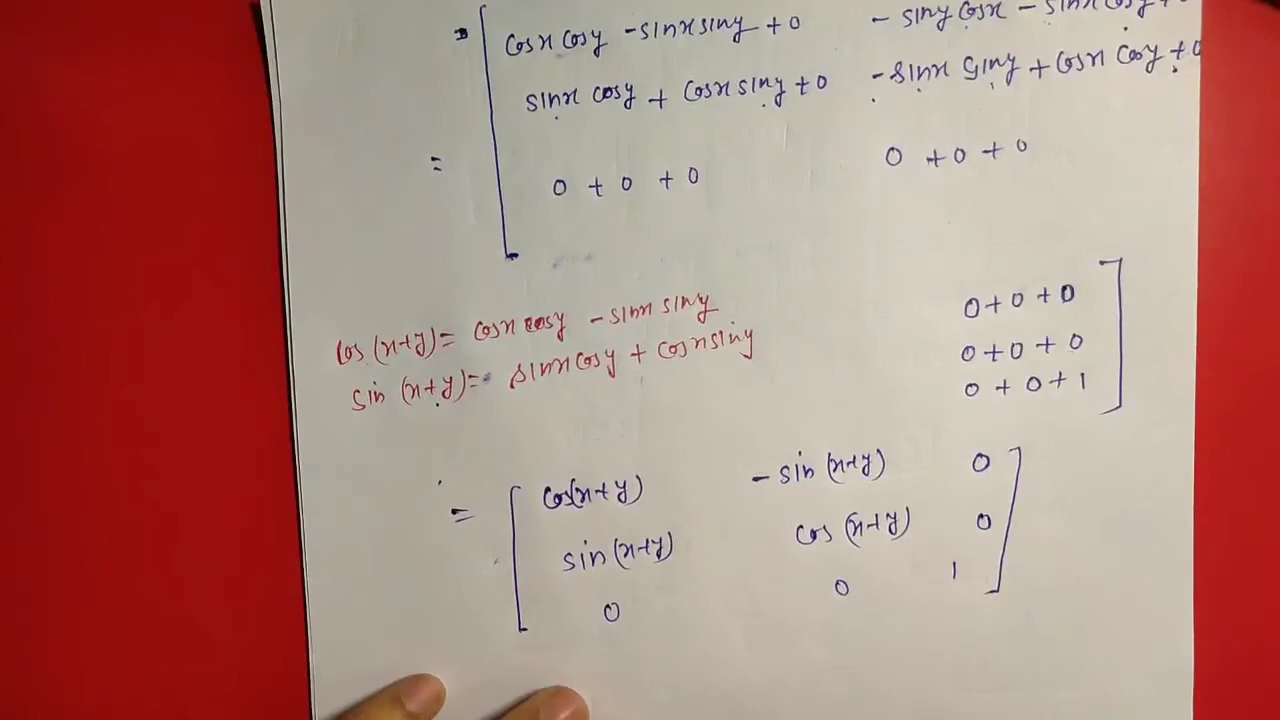 = cosx cosy - sinx siny + 0 - siny cosx - sinx cosy +
sinx cosy + cosx siny + 0 - sinx siny + cosx cosy + 0
=
0 + 0 + 0 0 + 0 + 0
0 + 0 + 0
cos (x+y) = cosx cosy - sinx siny
0 + 0 + 0
sin (x+y) = sinx cosy + cosx siny
0 + 0 + 1
= cos(x+y) - sin (x+y) 0
sin (x+y) cos (x+y) 0
0 0 1